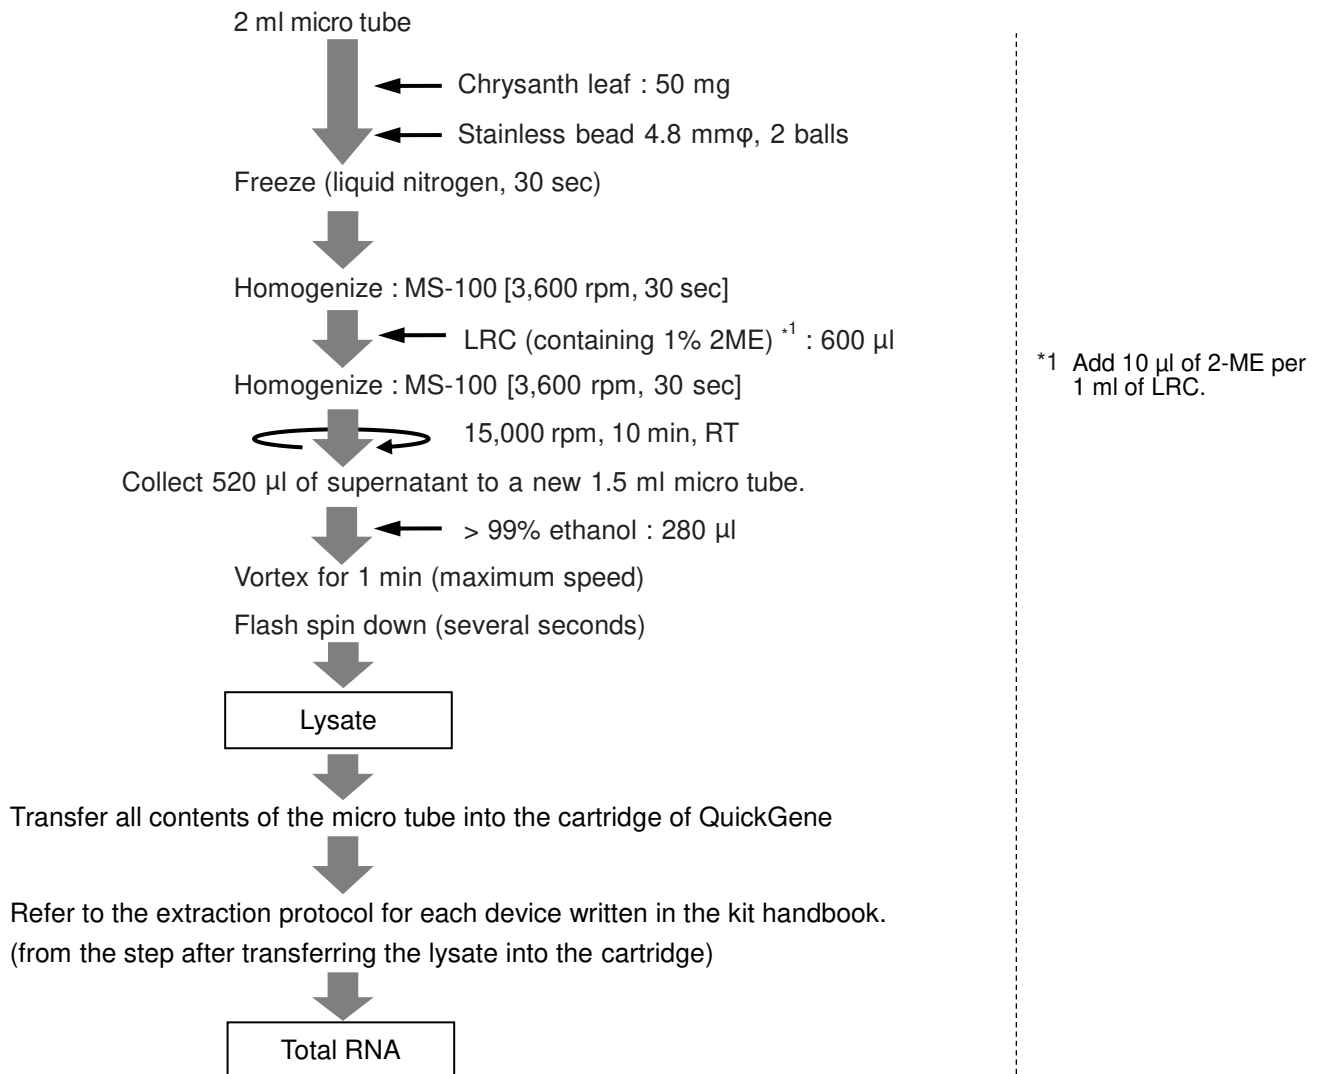 2 ml micro tube
Chrysanth leaf : 50 mg
Stainless bead 4.8 mmφ, 2 balls
Freeze (liquid nitrogen, 30 sec)
Homogenize : MS-100 [3,600 rpm, 30 sec]
LRC (containing 1% 2ME) *1 : 600 μl
Homogenize : MS-100 [3,600 rpm, 30 sec]
15,000 rpm, 10 min, RT
Collect 520 μl of supernatant to a new 1.5 ml micro tube.
> 99% ethanol : 280 μl
Vortex for 1 min (maximum speed)
Flash spin down (several seconds)
Lysate
Transfer all contents of the micro tube into the cartridge of QuickGene
Refer to the extraction protocol for each device written in the kit handbook.
(from the step after transferring the lysate into the cartridge)
Total RNA
*1 Add 10 μl of 2-ME per
1 ml of LRC.